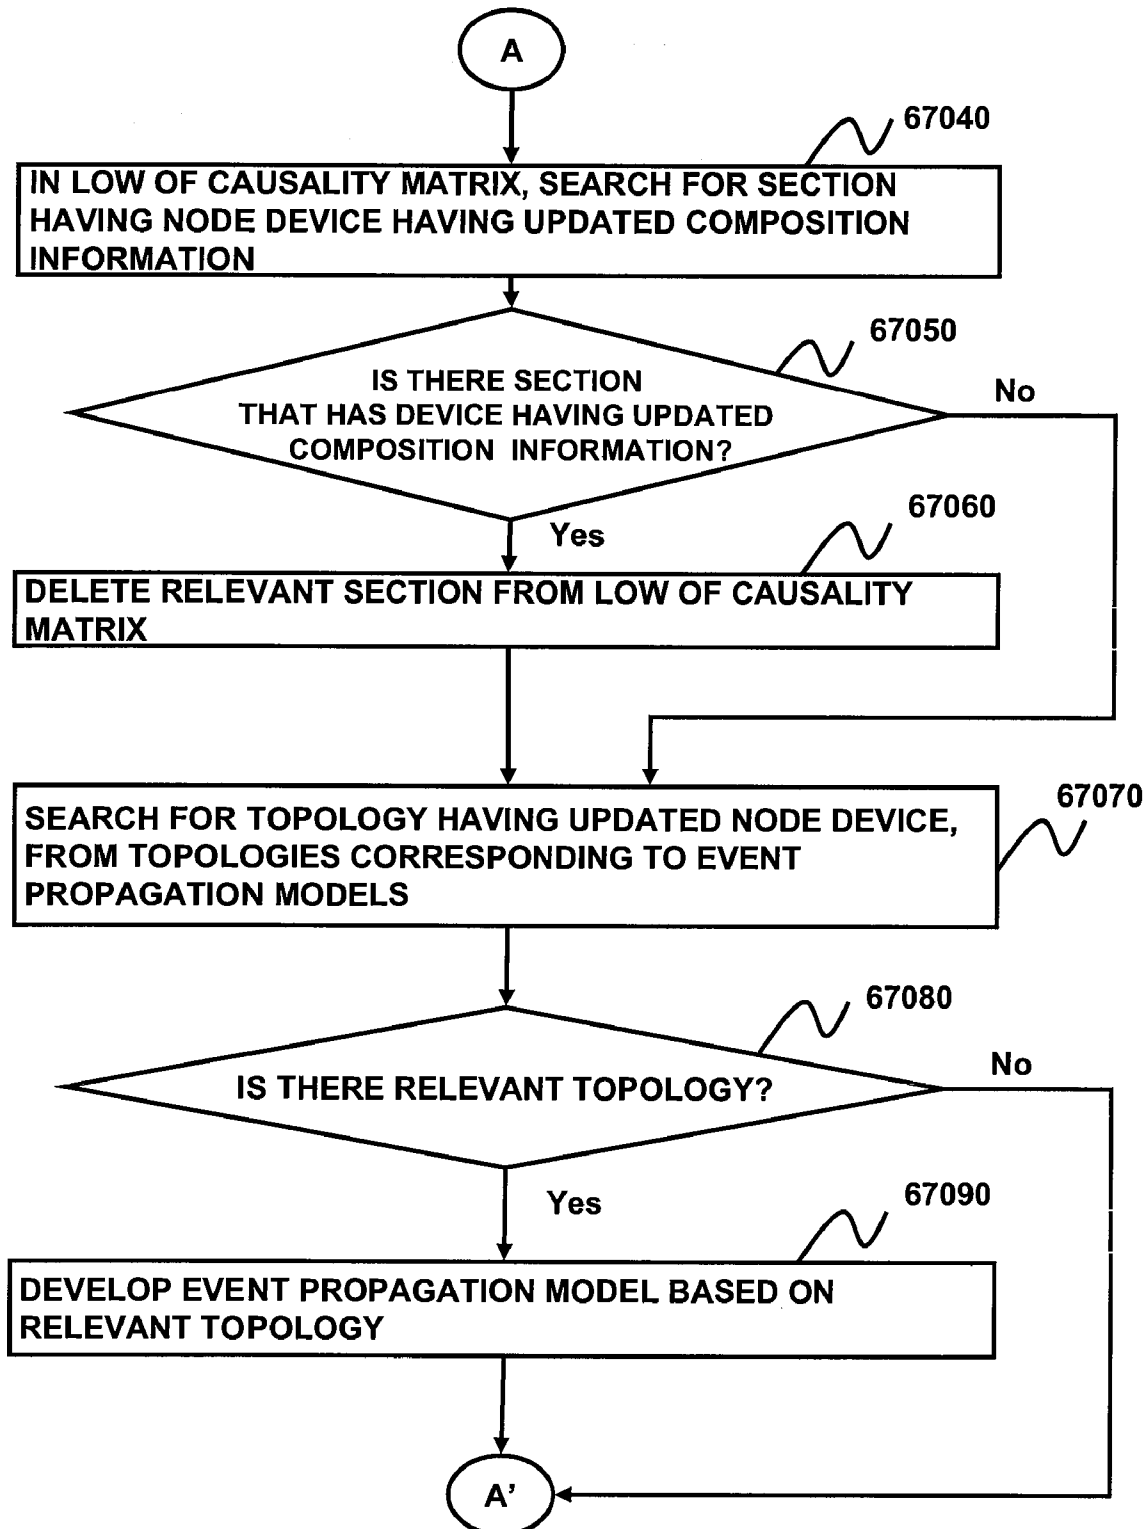 A
67040
IN LOW OF CAUSALITY MATRIX, SEARCH FOR SECTION
HAVING NODE DEVICE HAVING UPDATED COMPOSITION
INFORMATION
67050
IS THERE SECTION
THAT HAS DEVICE HAVING UPDATED
COMPOSITION INFORMATION?
No
Yes
67060
DELETE RELEVANT SECTION FROM LOW OF CAUSALITY
MATRIX
67070
SEARCH FOR TOPOLOGY HAVING UPDATED NODE DEVICE,
FROM TOPOLOGIES CORRESPONDING TO EVENT
PROPAGATION MODELS
67080
IS THERE RELEVANT TOPOLOGY?
No
Yes
67090
DEVELOP EVENT PROPAGATION MODEL BASED ON
RELEVANT TOPOLOGY
A’